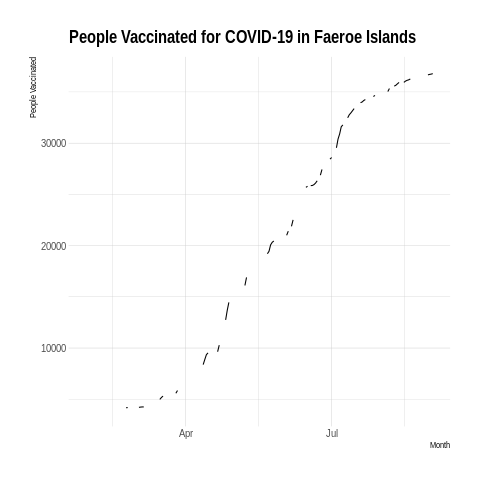 People Vaccinated for COVID-19 in Faeroe Islands
People Vaccinated
30000
20000
10000
Apr
Jul
Month